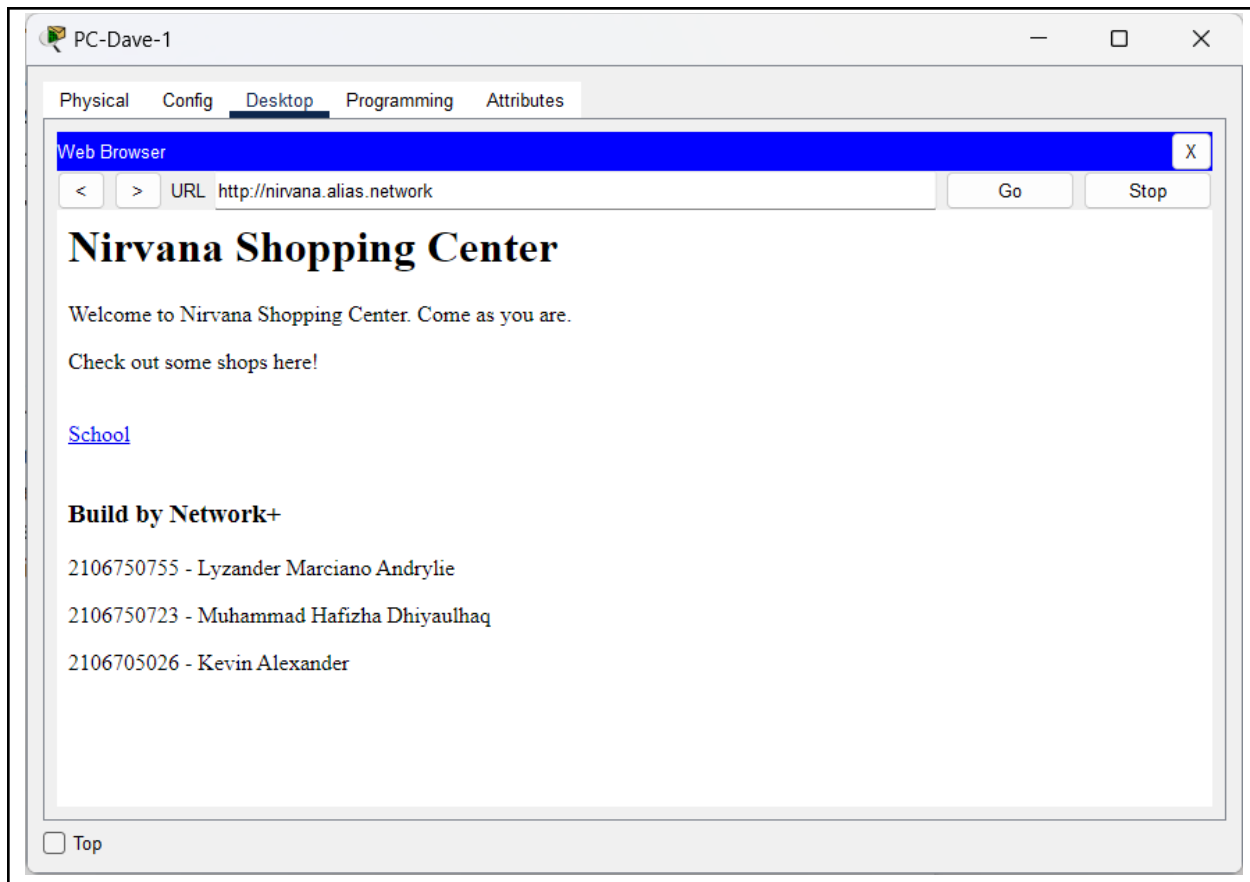 PC-Dave-1
Physical Config Desktop Programming Attributes
Web Browser X
< > URL http://nirvana.alias.network Go Stop
Nirvana Shopping Center
Welcome to Nirvana Shopping Center. Come as you are.
Check out some shops here!
School
Build by Network+
2106750755 - Lyzander Marciano Andrylie
2106750723 - Muhammad Hafizha Dhiyaulhaq
2106705026 - Kevin Alexander
Top